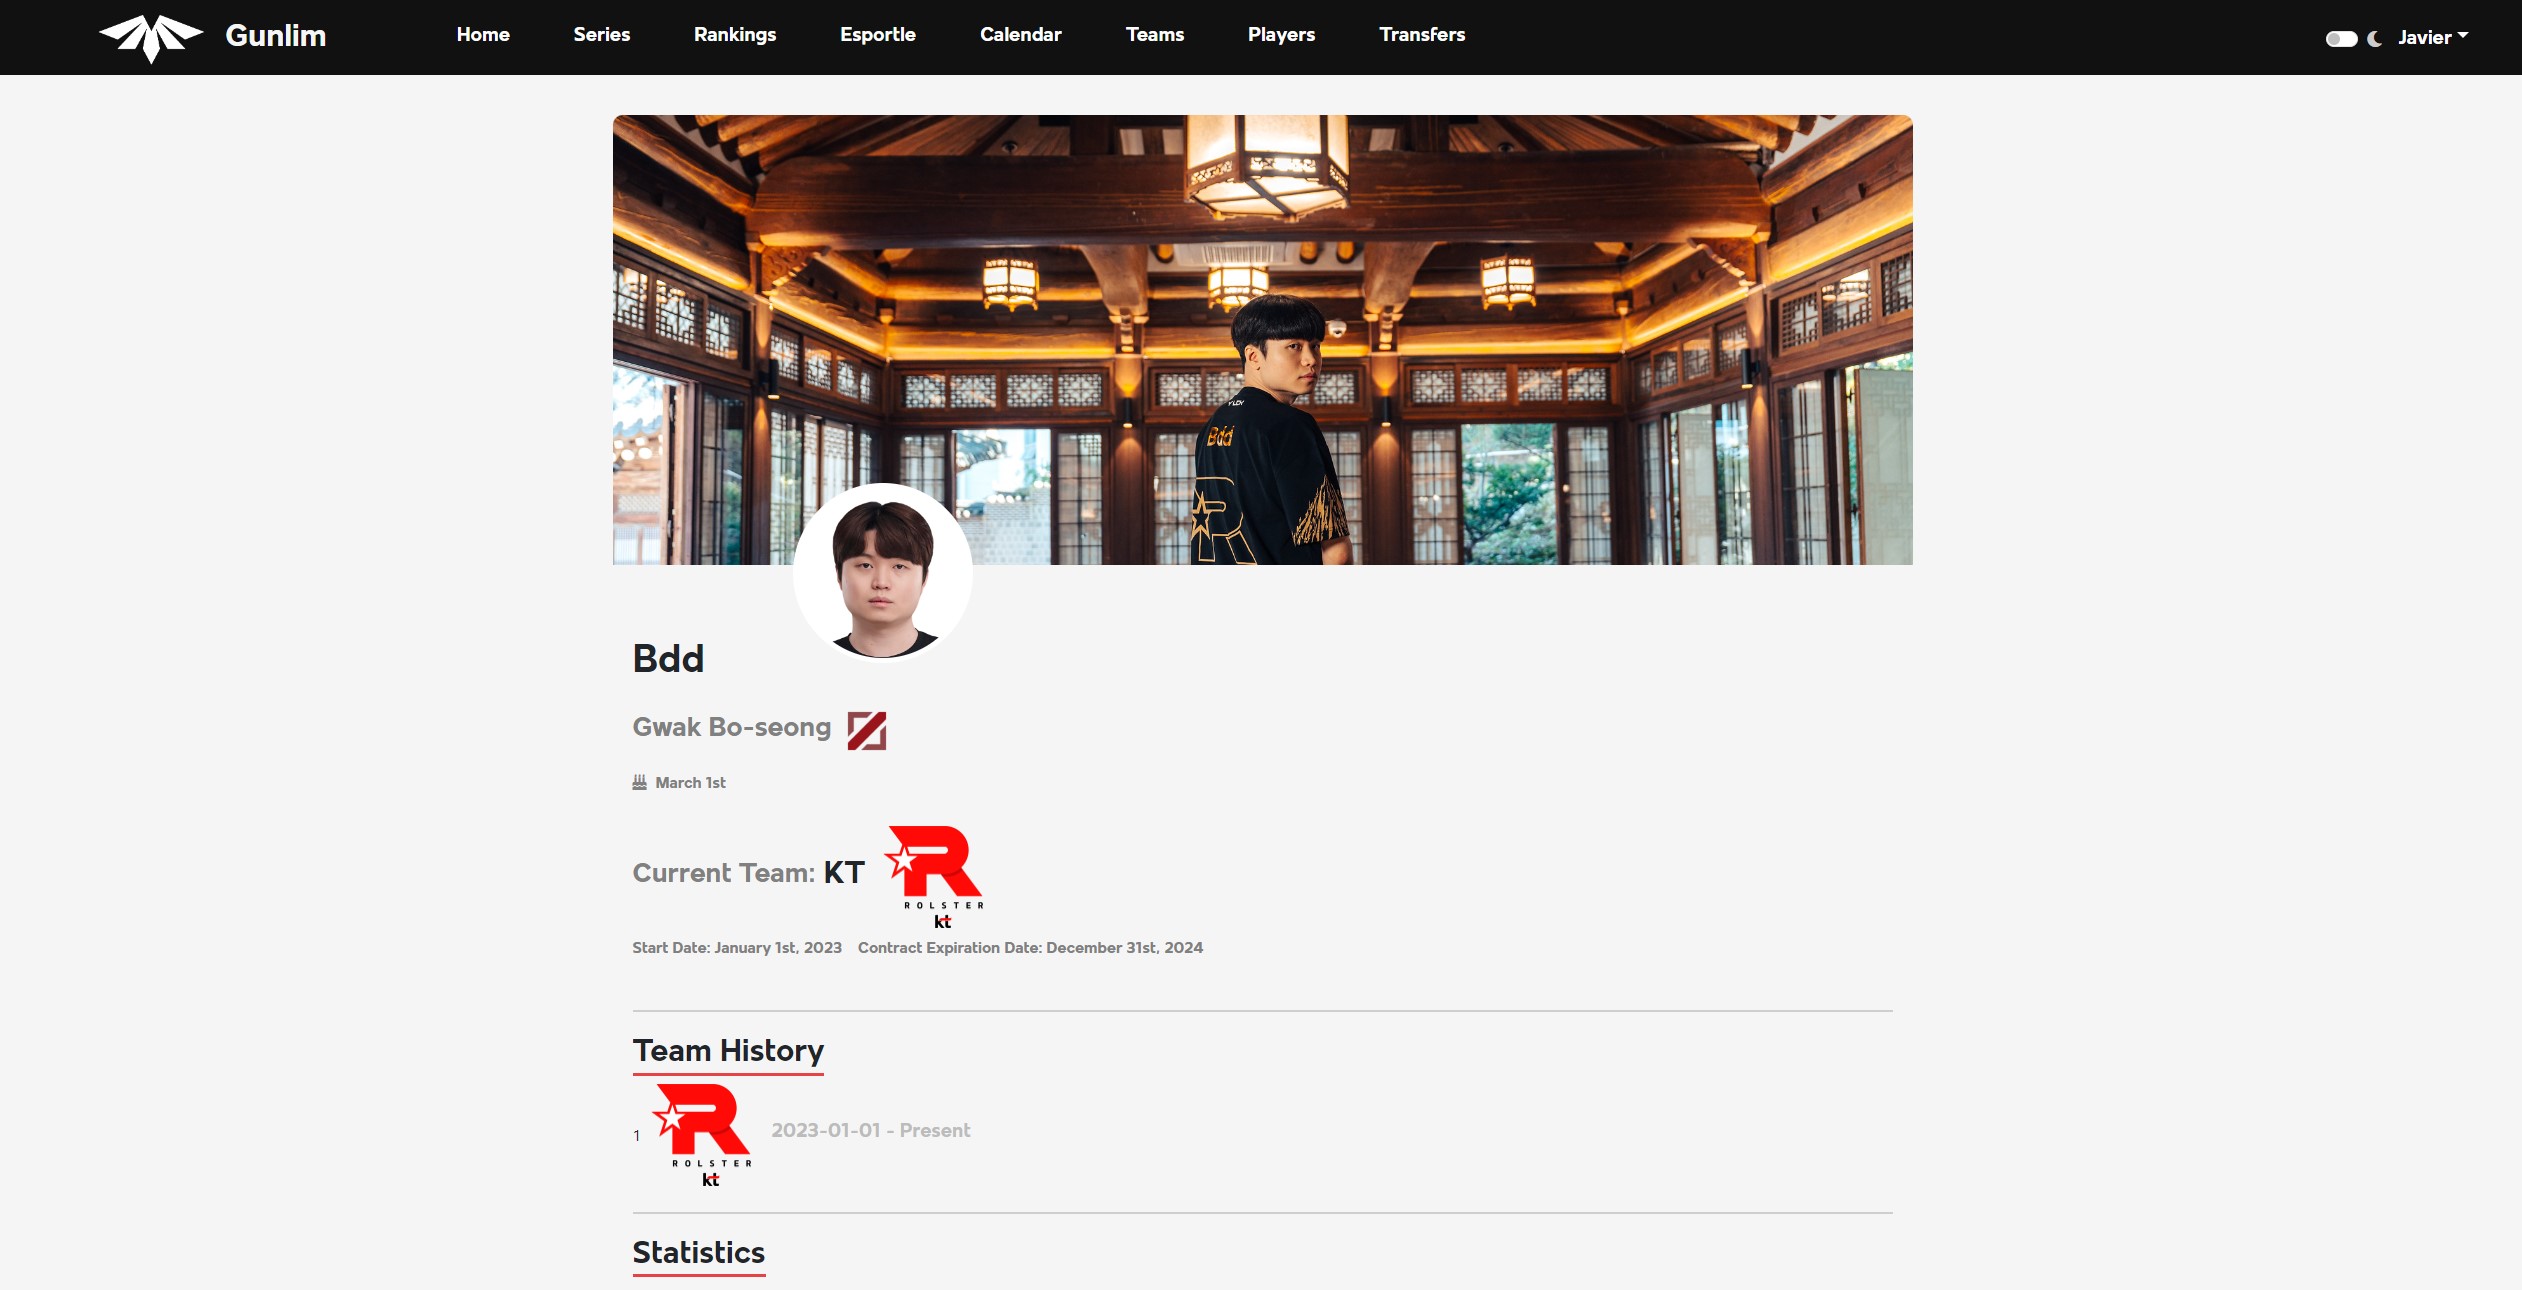 Gunlim
Home
Series
Rankings
Esportle
Calendar
Teams
Players
Transfers
Javier
Bdd
R
Bdd
Gwak Bo-seong
March 1st
Current Team: KT
R
ROLSTER
kt
Start Date: January 1st, 2023
Contract Expiration Date: December 31st, 2024
Team History
1
R
ROLSTER
kt
2023-01-01 - Present
Statistics